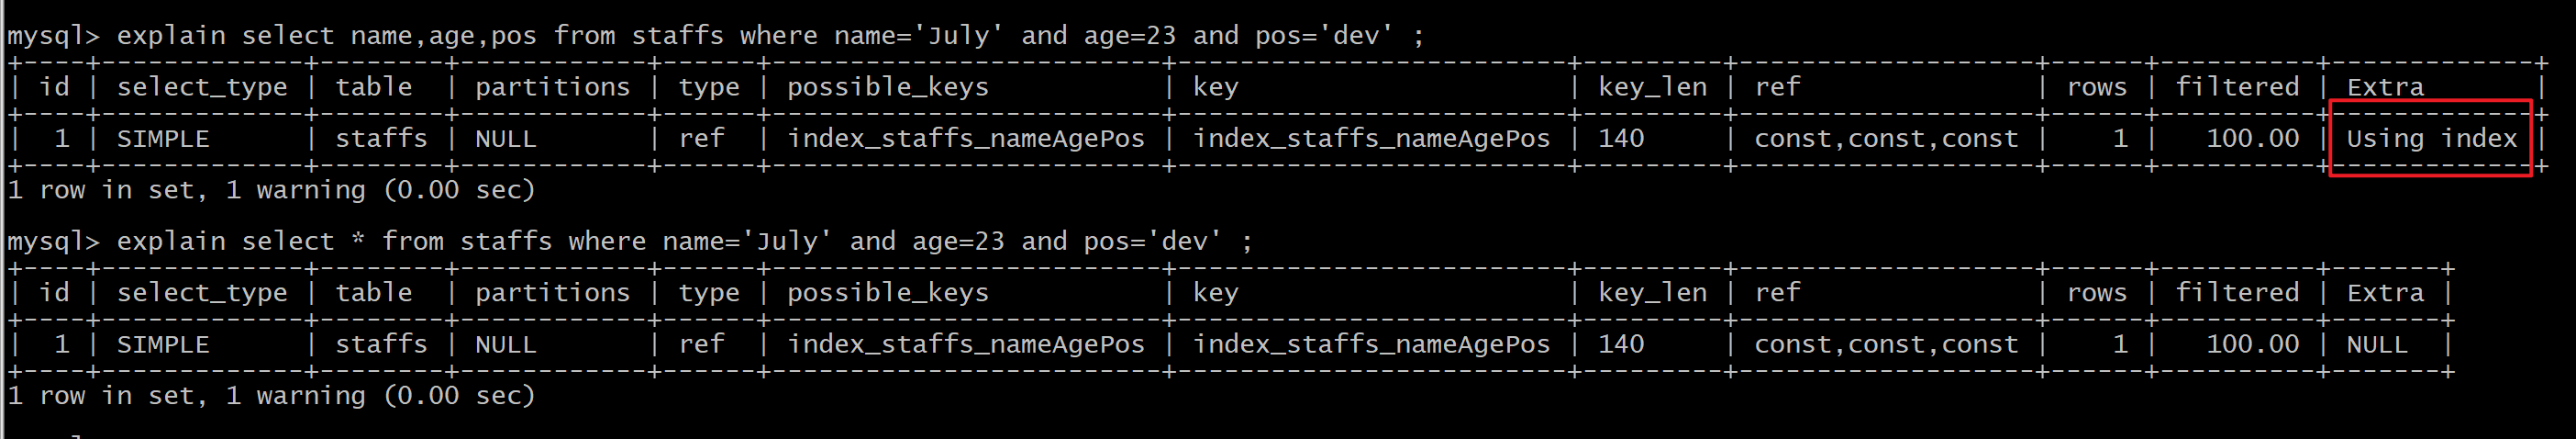 mysql> explain select name,age,pos from staffs where name='July' and age=23 and pos='dev' ;
+----+-------------+--------+------------+------+-------------------------+-------------------------+---------+-------------------+------+----------+-------------+
| id | select_type | table  | partitions | type | possible_keys           | key                     | key_len | ref               | rows | filtered | Extra       |
+----+-------------+--------+------------+------+-------------------------+-------------------------+---------+-------------------+------+----------+-------------+
|  1 | SIMPLE      | staffs | NULL       | ref  | index_staffs_nameAgePos | index_staffs_nameAgePos | 140     | const,const,const |    1 |   100.00 | Using index |
+----+-------------+--------+------------+------+-------------------------+-------------------------+---------+-------------------+------+----------+-------------+
1 row in set, 1 warning (0.00 sec)
mysql> explain select * from staffs where name='July' and age=23 and pos='dev' ;
+----+-------------+--------+------------+------+-------------------------+-------------------------+---------+-------------------+------+----------+-------+
| id | select_type | table  | partitions | type | possible_keys           | key                     | key_len | ref               | rows | filtered | Extra |
+----+-------------+--------+------------+------+-------------------------+-------------------------+---------+-------------------+------+----------+-------+
|  1 | SIMPLE      | staffs | NULL       | ref  | index_staffs_nameAgePos | index_staffs_nameAgePos | 140     | const,const,const |    1 |   100.00 | NULL  |
+----+-------------+--------+------------+------+-------------------------+-------------------------+---------+-------------------+------+----------+-------+
1 row in set, 1 warning (0.00 sec)